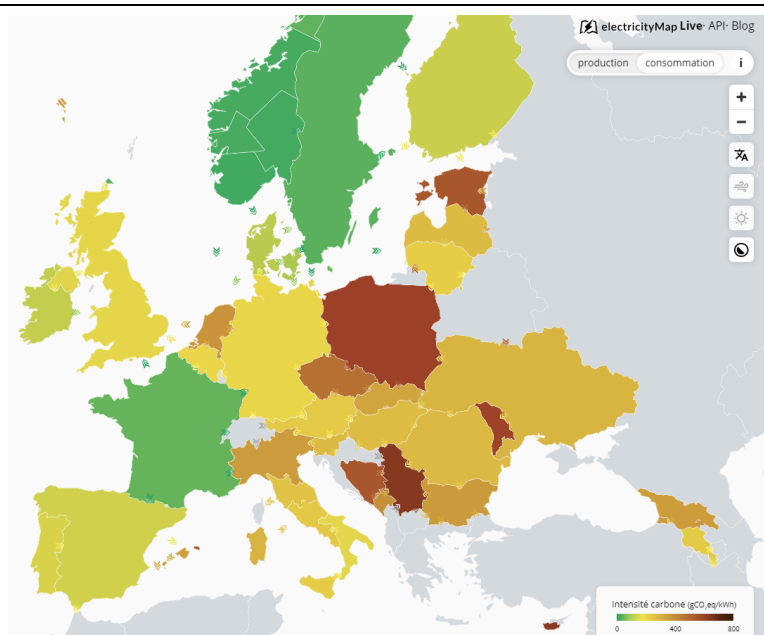 electricityMap Live· API· Blog
production consommation i
+
−
Intensité carbone (gCO₂eq/kWh)
0 400 800